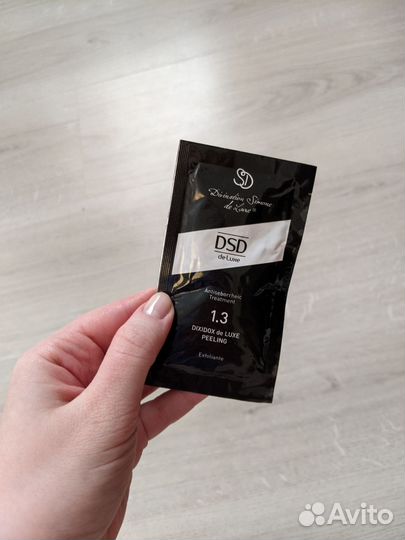 SD
Divination Simone
de Luxe®
DSD
de Luxe
Antiseborrheic
Treatment
1.3
DIXIDOX de LUXE
PEELING
Exfoliante
Avito